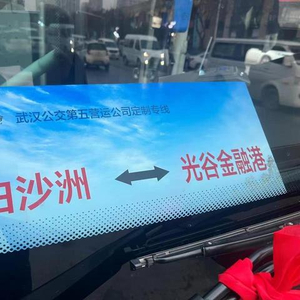 武汉公交第五营运公司定制专线
白沙洲 ⟷ 光谷金融港